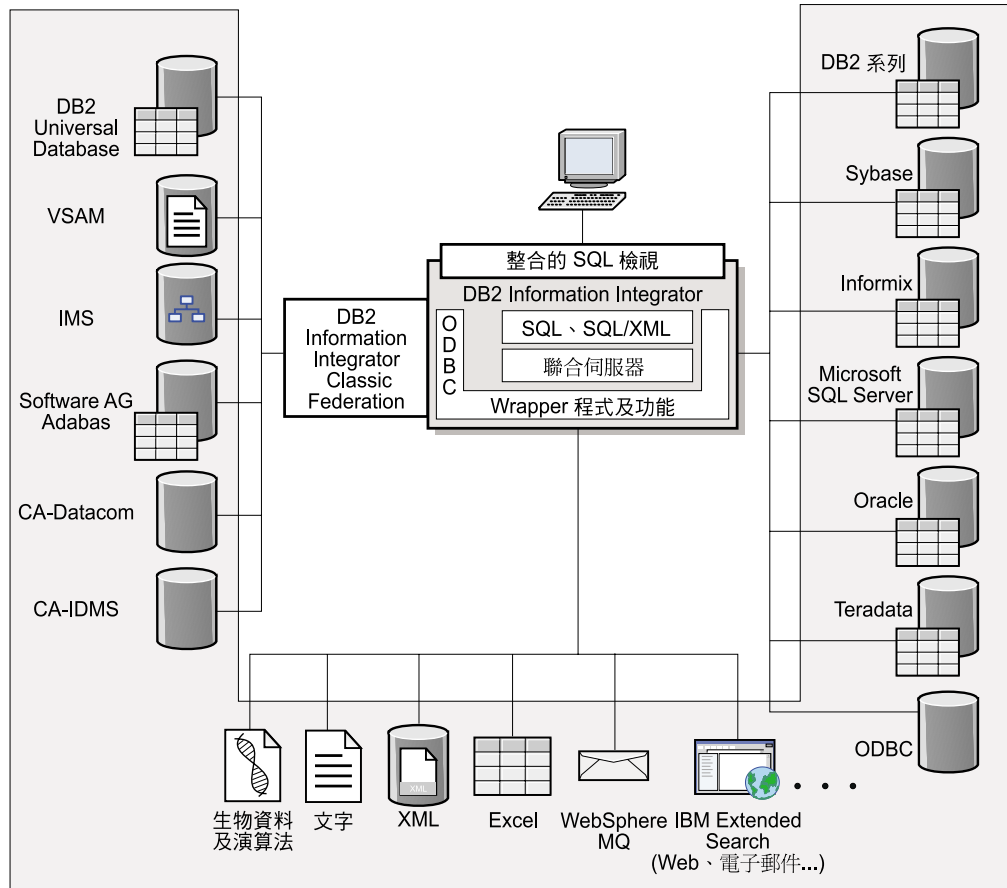 DB2
Universal
Database
VSAM
IMS
Software AG
Adabas
CA-Datacom
CA-IDMS
整合的 SQL 檢視
DB2 Information Integrator
DB2
Information
Integrator
Classic
Federation
O
D
B
C
SQL、SQL/XML
聯合伺服器
Wrapper 程式及功能
DB2 系列
Sybase
Informix
Microsoft
SQL Server
Oracle
Teradata
ODBC
生物資料
及演算法
文字
XML
XML
Excel
WebSphere
MQ
IBM Extended
Search
(Web、電子郵件...)